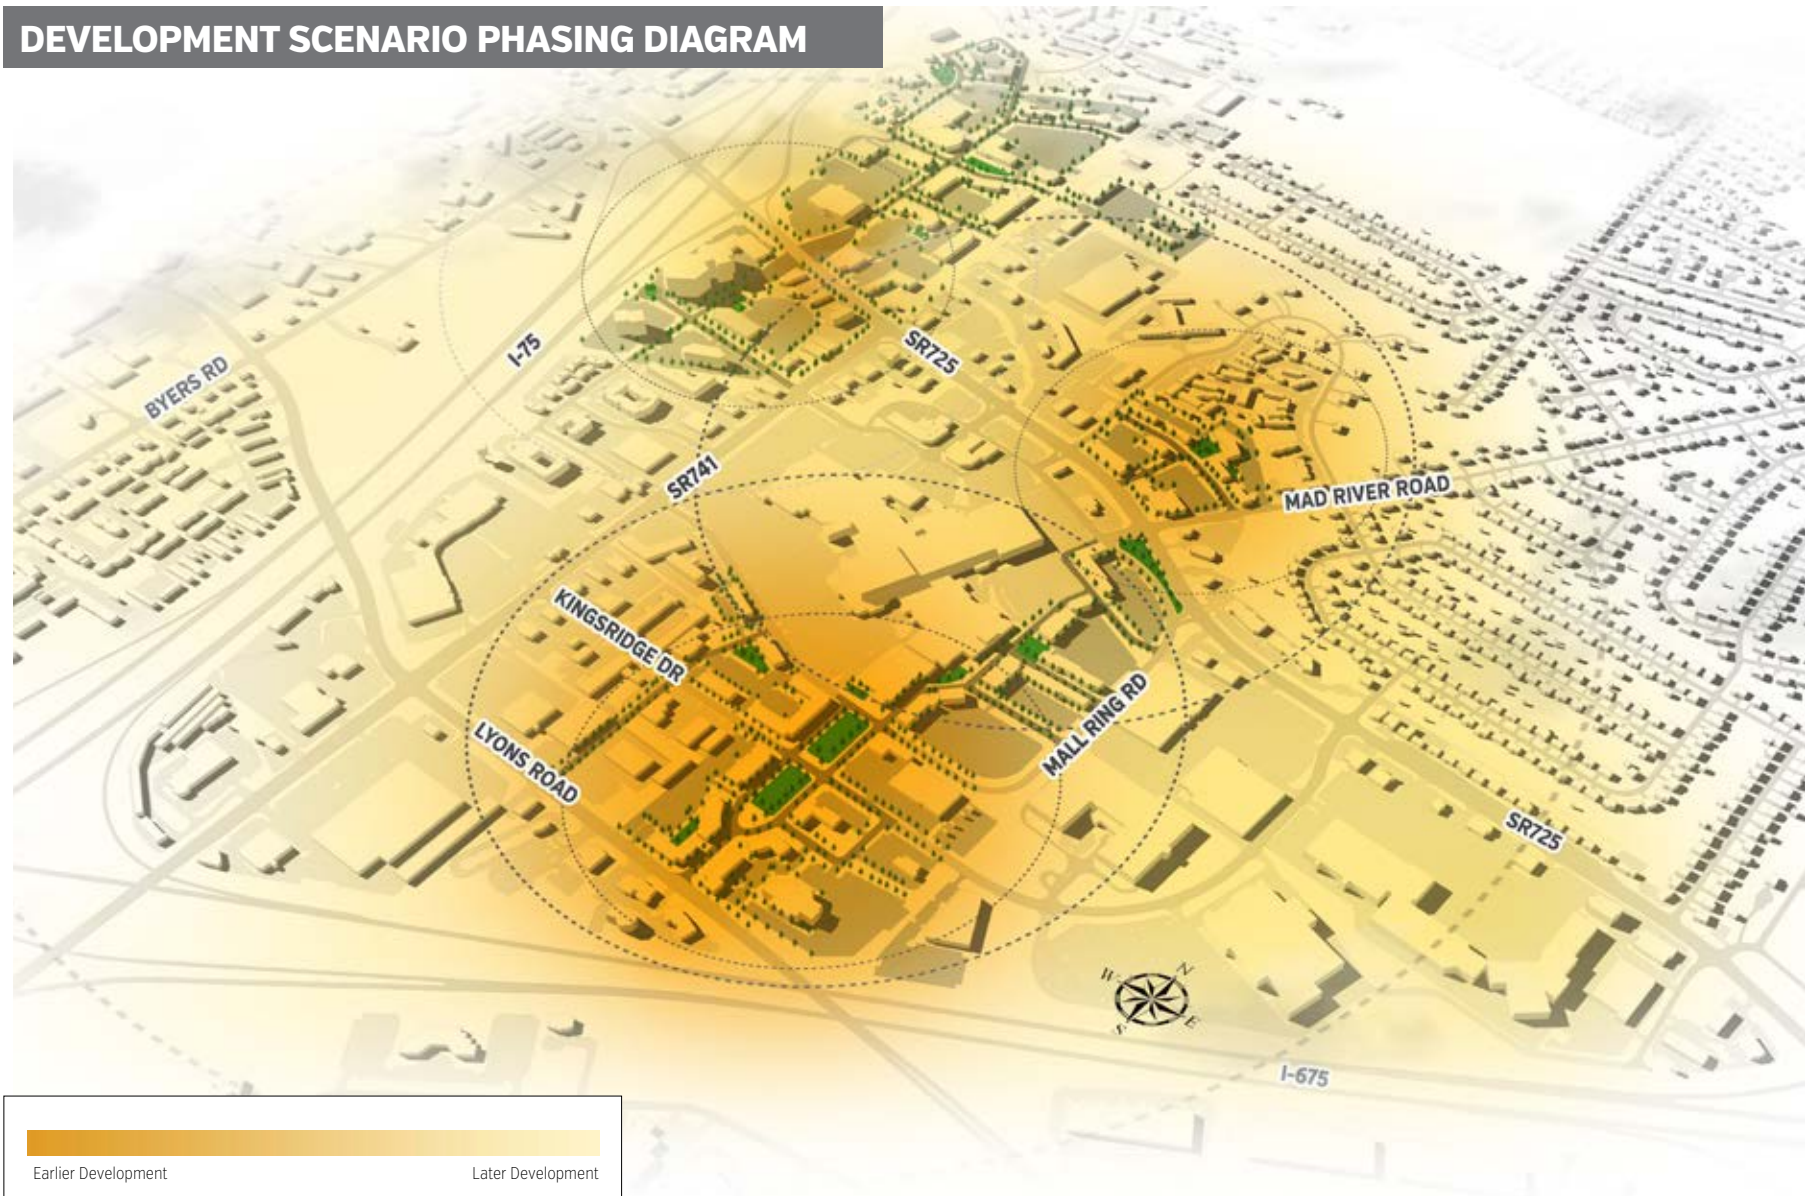 DEVELOPMENT SCENARIO PHASING DIAGRAM
I-75
SR725
BYERS RD
SR741
MAD RIVER ROAD
KINGSRIDGE DR
LYONS ROAD
MALL RING RD
SR725
N
W
S
E
I-675
Earlier Development
Later Development